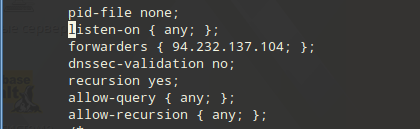 pid-file none;
listen-on { any; };
forwarders { 94.232.137.104; };
dnssec-validation no;
recursion yes;
allow-query { any; };
allow-recursion { any; };
/*